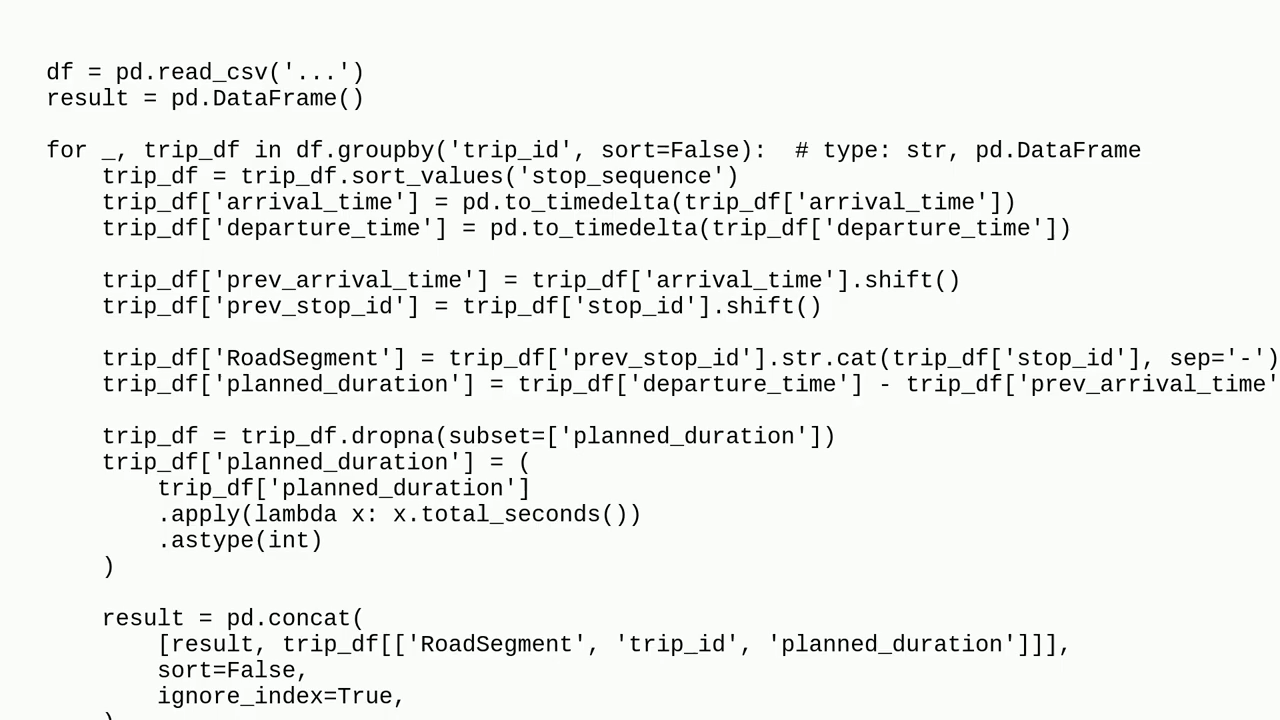 df = pd.read_csv('...')
result = pd.DataFrame()

for _, trip_df in df.groupby('trip_id', sort=False):  # type: str, pd.DataFrame
    trip_df = trip_df.sort_values('stop_sequence')
    trip_df['arrival_time'] = pd.to_timedelta(trip_df['arrival_time'])
    trip_df['departure_time'] = pd.to_timedelta(trip_df['departure_time'])

    trip_df['prev_arrival_time'] = trip_df['arrival_time'].shift()
    trip_df['prev_stop_id'] = trip_df['stop_id'].shift()

    trip_df['RoadSegment'] = trip_df['prev_stop_id'].str.cat(trip_df['stop_id'], sep='-')
    trip_df['planned_duration'] = trip_df['departure_time'] - trip_df['prev_arrival_time'

    trip_df = trip_df.dropna(subset=['planned_duration'])
    trip_df['planned_duration'] = (
        trip_df['planned_duration']
        .apply(lambda x: x.total_seconds())
        .astype(int)
    )

    result = pd.concat(
        [result, trip_df[['RoadSegment', 'trip_id', 'planned_duration']]],
        sort=False,
        ignore_index=True,
    )